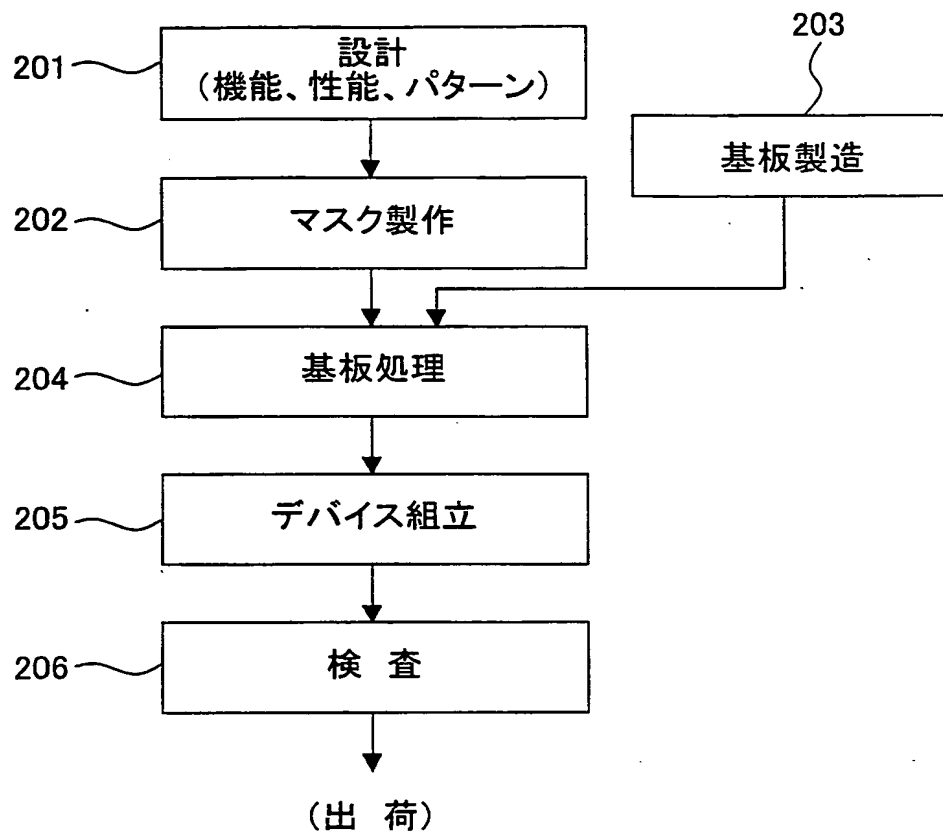 201
設計
(機能、性能、パターン)
203
基板製造
202
マスク製作
204
基板処理
205
デバイス組立
206
検 査
(出 荷)